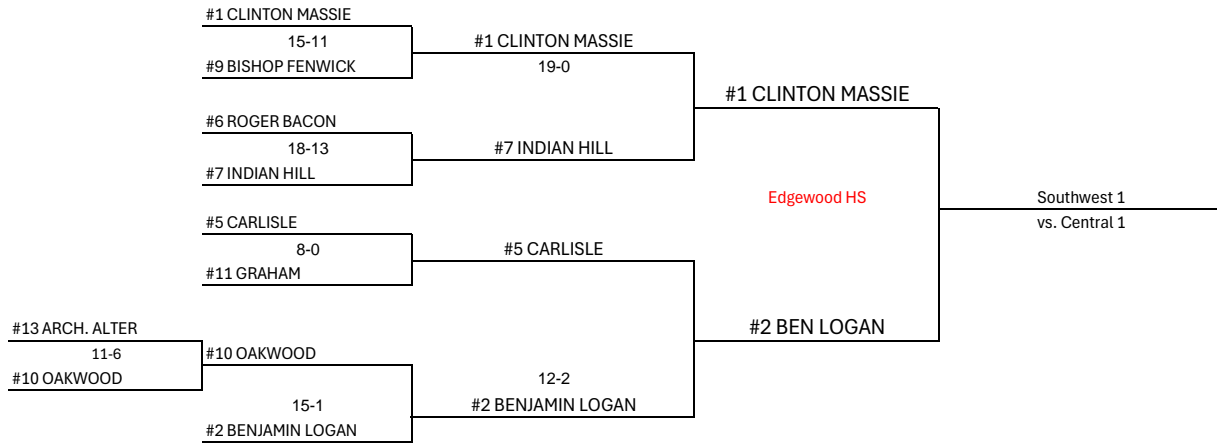 #1 CLINTON MASSIE
15-11
#1 CLINTON MASSIE
#9 BISHOP FENWICK
19-0
#1 CLINTON MASSIE
#6 ROGER BACON
18-13
#7 INDIAN HILL
#7 INDIAN HILL
Edgewood HS
Southwest 1
vs. Central 1
#5 CARLISLE
8-0
#5 CARLISLE
#11 GRAHAM
#2 BEN LOGAN
#13 ARCH. ALTER
11-6
#10 OAKWOOD
#10 OAKWOOD
12-2
15-1
#2 BENJAMIN LOGAN
#2 BENJAMIN LOGAN